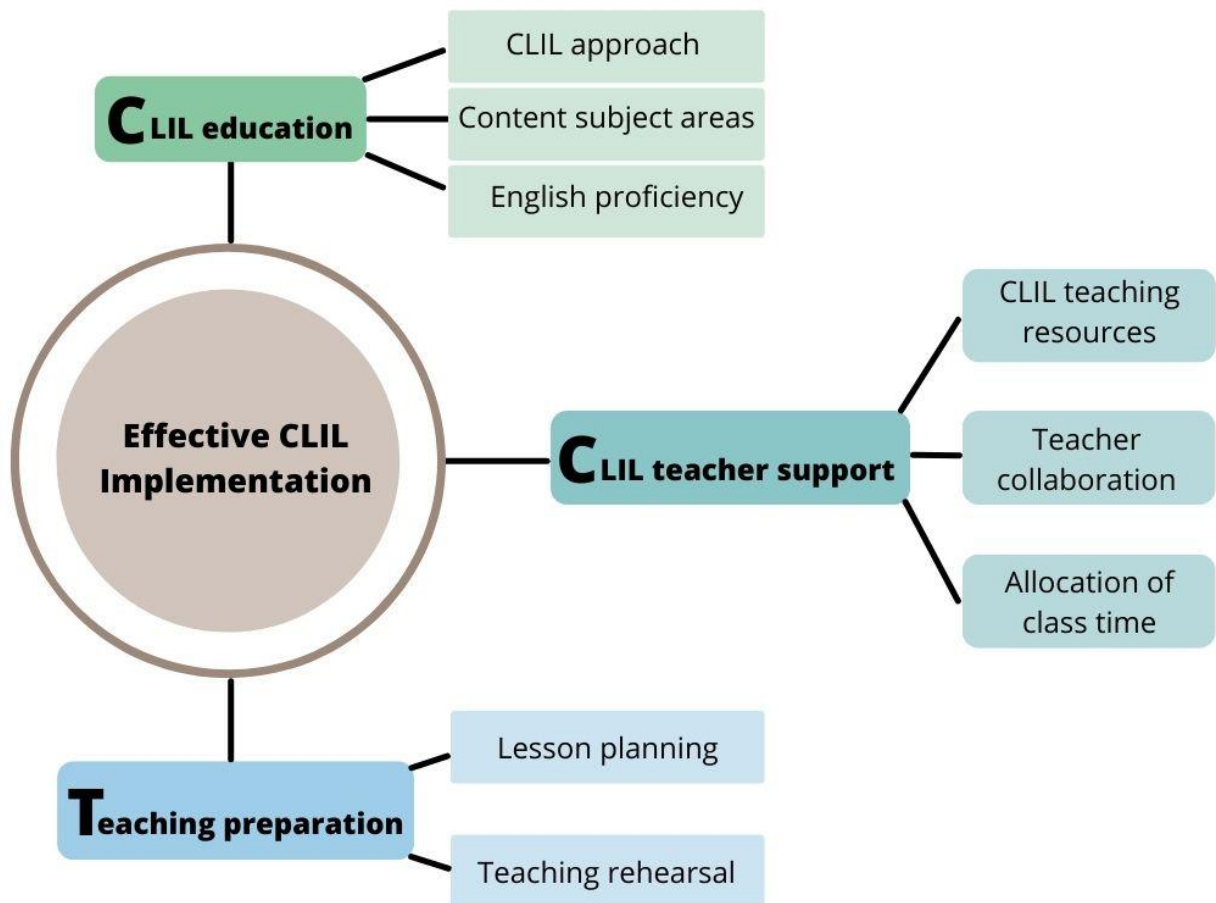 CLIL approach
CLIL education
Content subject areas
English proficiency
Effective CLIL
Implementation
CLIL teacher support
CLIL teaching
resources
Teacher
collaboration
Allocation of
class time
Teaching preparation
Lesson planning
Teaching rehearsal